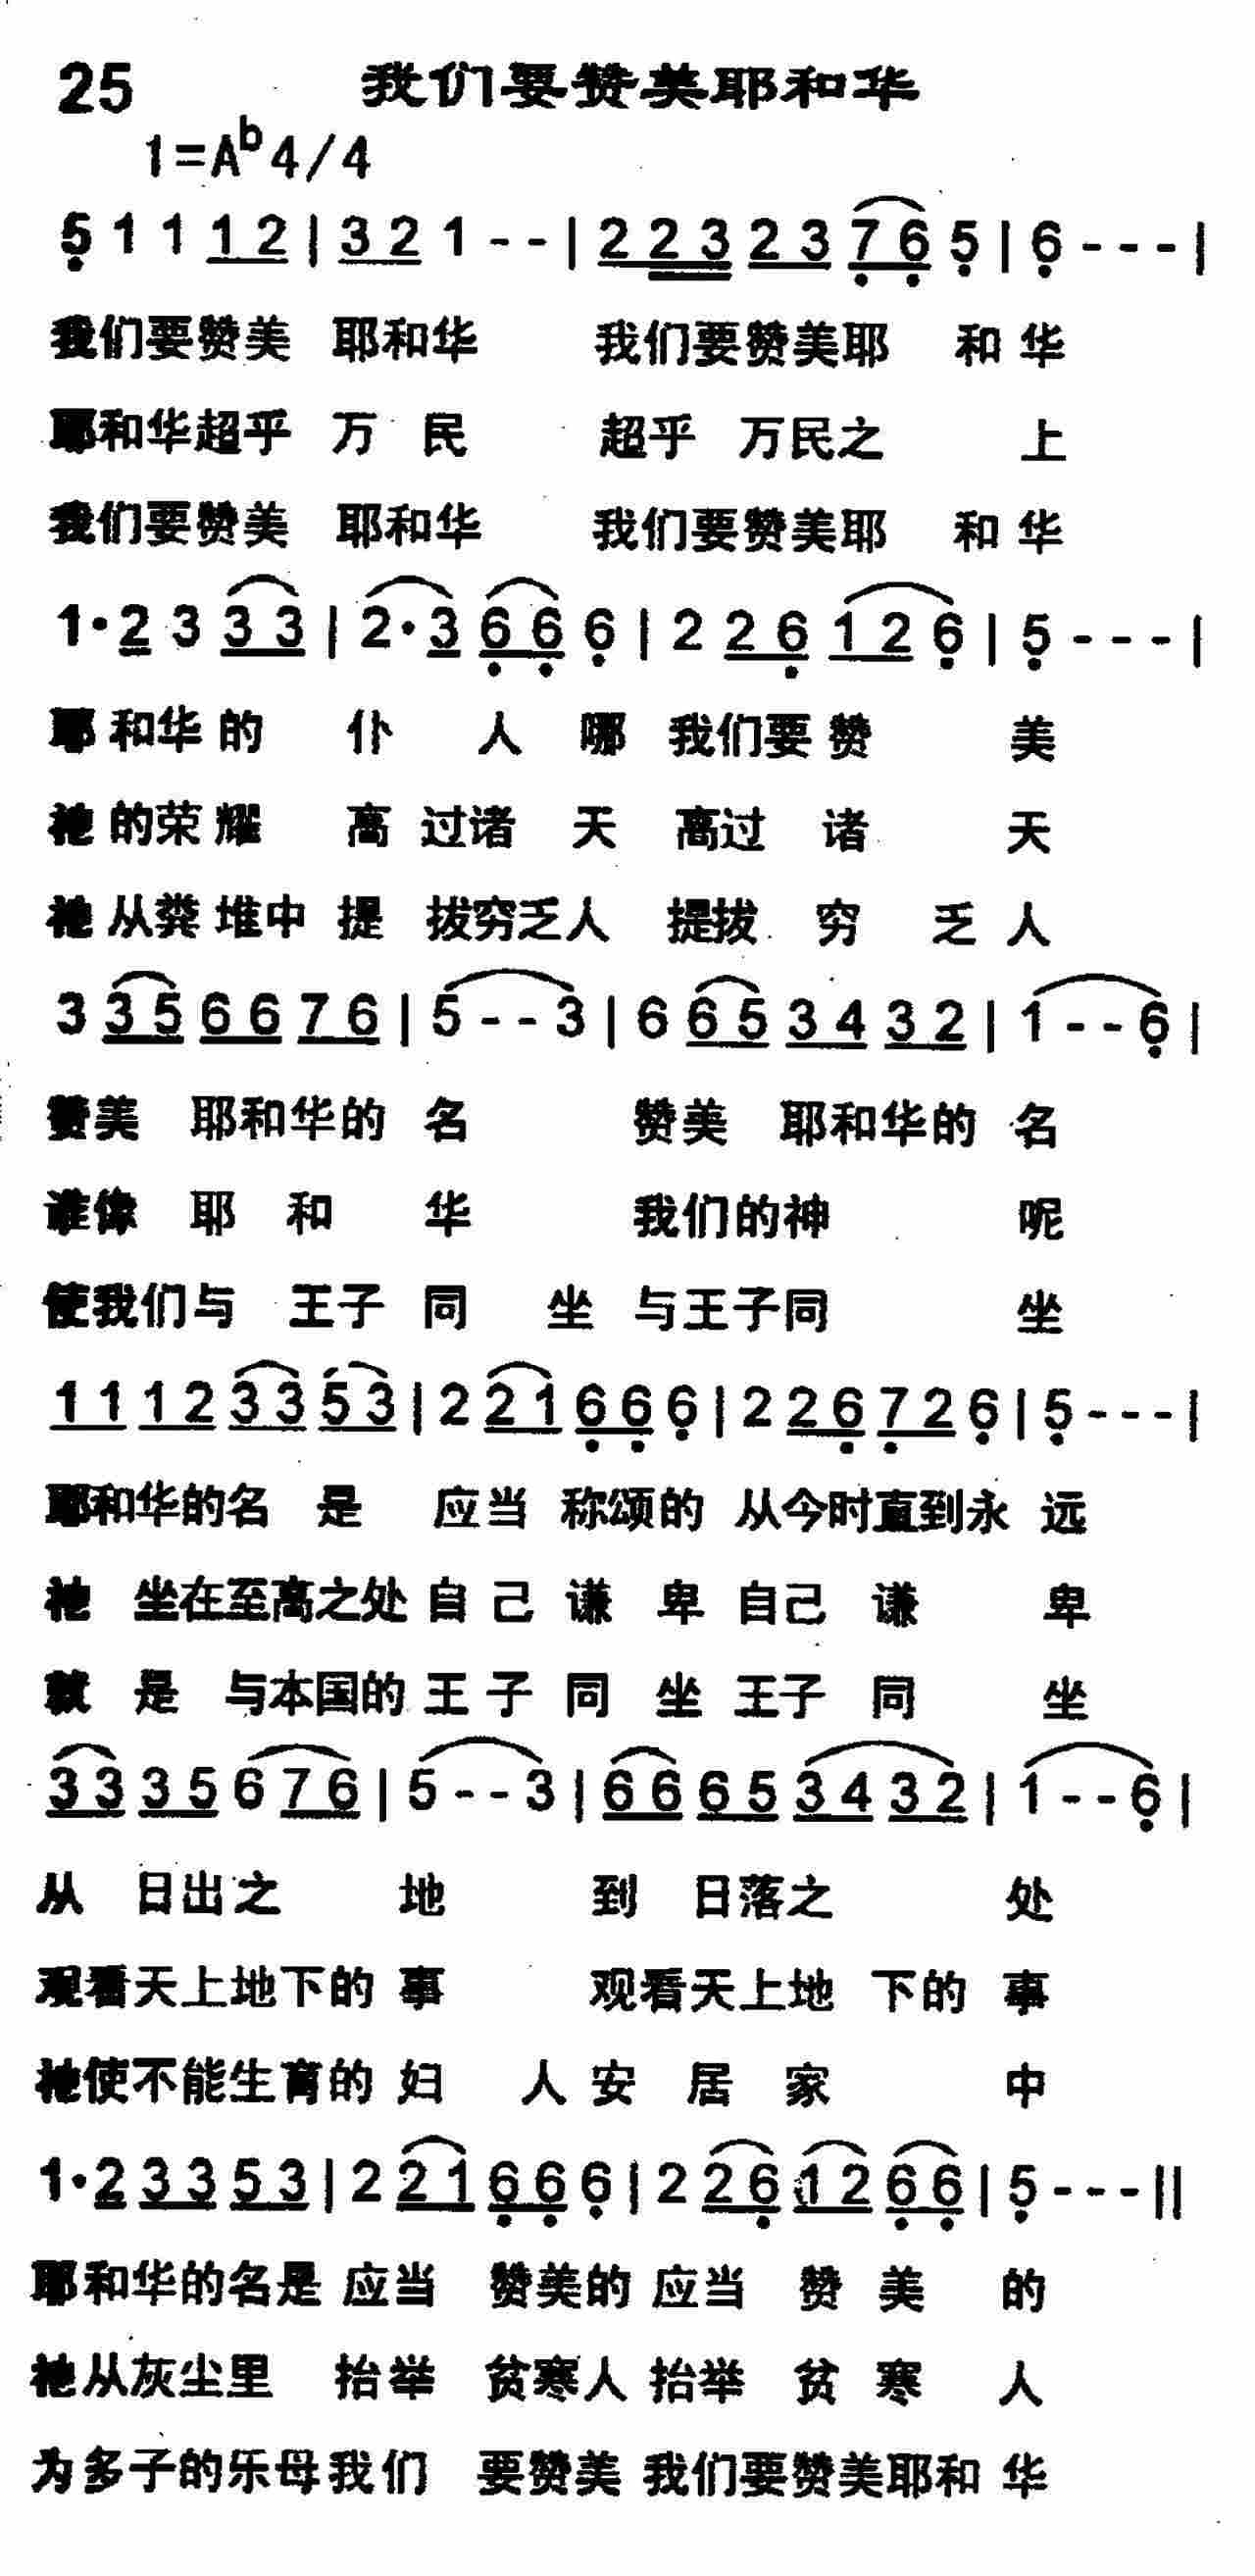 25 我们要赞美耶和华
1=A♭4/4
5 1 1 1 2 | 3 2 1 - - | 2 2 3 2 3 7 6 5 | 6 - - - |
我们要赞美 耶和华 我们要赞美耶 和 华
耶和华超乎 万 民 超乎 万民之 上
我们要赞美 耶和华 我们要赞美耶 和 华
1·2 3 3 3 | 2·3 6 6 6 | 2 2 6 1 2 6 | 5 - - - |
耶 和华 的 仆 人 哪 我们要 赞 美
祂 的荣 耀 高 过诸 天 高过 诸 天
祂 从粪 堆中 提 拔穷乏人 提拔 穷 乏 人
3 3 5 6 6 7 6 | 5 - - 3 | 6 6 5 3 4 3 2 | 1 - - 6 |
赞美 耶和华的 名 赞美 耶和华的 名
谁像 耶 和 华 我们的神 呢
使我们与 王子 同 坐 与王子同 坐
1 1 1 2 3 3 5 3 | 2 2 1 6 6 6 | 2 2 6 7 2 6 | 5 - - - |
耶和华的名 是 应当 称颂的 从今时直到永 远
祂 坐在至高之处 自 己 谦 卑 自己 谦 卑
就 是 与本国的 王 子 同 坐 王子 同 坐
3 3 3 5 6 7 6 | 5 - - 3 | 6 6 6 5 3 4 3 2 | 1 - - 6 |
从 日出之 地 到 日落之 处
观看天上地下的 事 观看天上地 下的 事
祂使不能生育的 妇 人 安 居 家 中
1·2 3 3 5 3 | 2 2 1 6 6 6 | 2 2 6 1 2 6 6 | 5 - - - ||
耶和华的名是 应当 赞美的 应当 赞 美 的
祂从灰尘里 抬举 贫寒人 抬举 贫 寒 人
为多子的乐母我们 要赞美 我们要赞美耶和 华